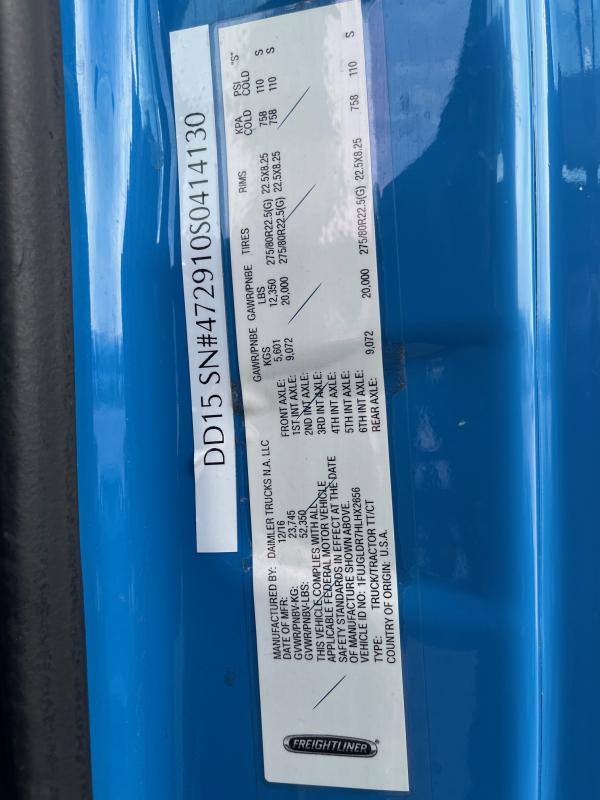 DD15 SN#472910S0414130
MANUFACTURED BY: DAIMLER TRUCKS N.A. LLC
DATE OF MFR: 12/16
GVWR/PNBV-KG: 23,745
GVWR/PNBV-LBS: 52,350
THIS VEHICLE COMPLIES WITH ALL
APPLICABLE FEDERAL MOTOR VEHICLE
SAFETY STANDARDS IN EFFECT AT THE DATE
OF MANUFACTURE SHOWN ABOVE.
VEHICLE ID NO: 1FUJGLDR7HLHX2656
TYPE: TRUCK/TRACTOR TT/CT
COUNTRY OF ORIGIN: U.S.A.
GAWR/PNBE GAWR/PNBE TIRES RIMS KPA PSI "S"
KGS LBS COLD COLD
FRONT AXLE: 5,601 12,350 275/80R22.5(G) 22.5X8.25 758 110 S
1ST INT AXLE: 9,072 20,000 275/80R22.5(G) 22.5X8.25 758 110 S
2ND INT AXLE:
3RD INT AXLE:
4TH INT AXLE:
5TH INT AXLE:
6TH INT AXLE:
REAR AXLE: 9,072 20,000 275/80R22.5(G) 22.5X8.25 758 110 S
FREIGHTLINER